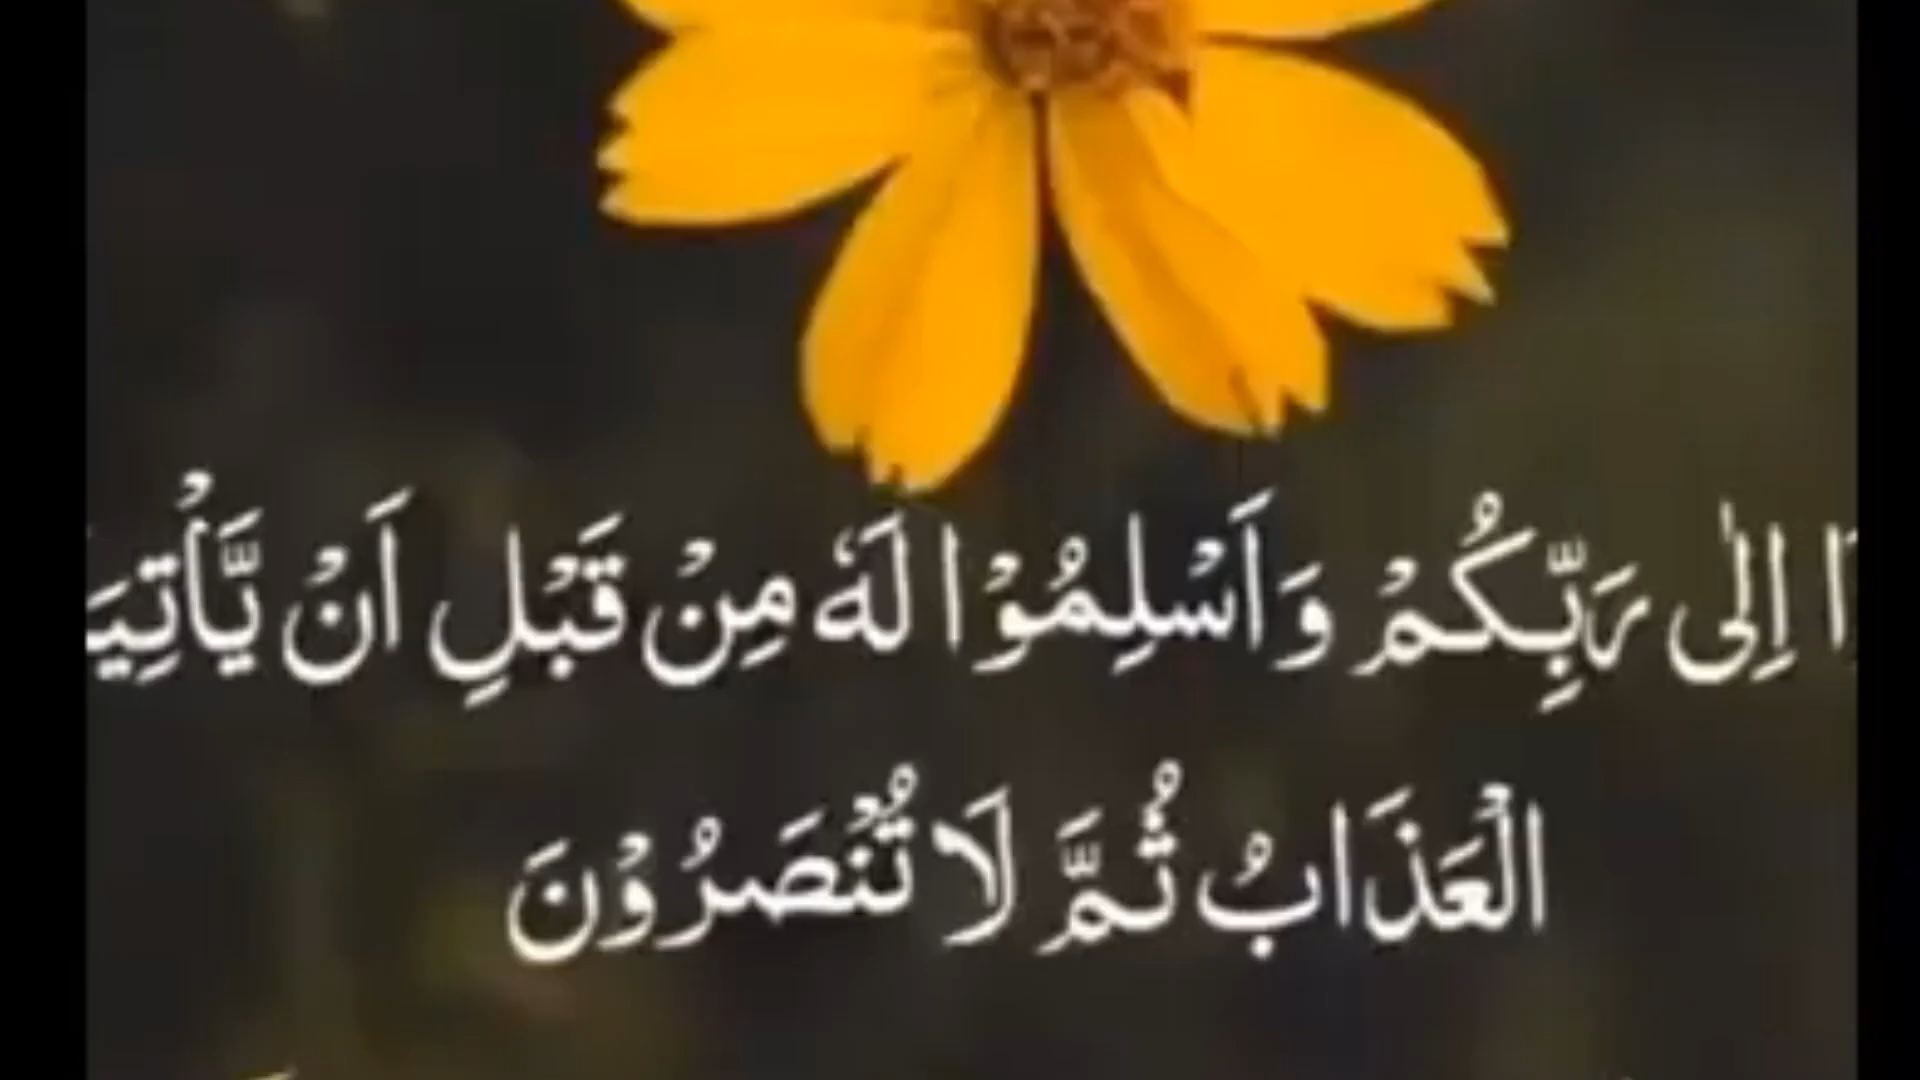 اِلٰى رَبِّكُمْ وَاَسْلِمُوْا لَهٗ مِنْ قَبْلِ اَنْ
الْعَذَابُ ثُمَّ لَا تُنْصَرُوْنَ